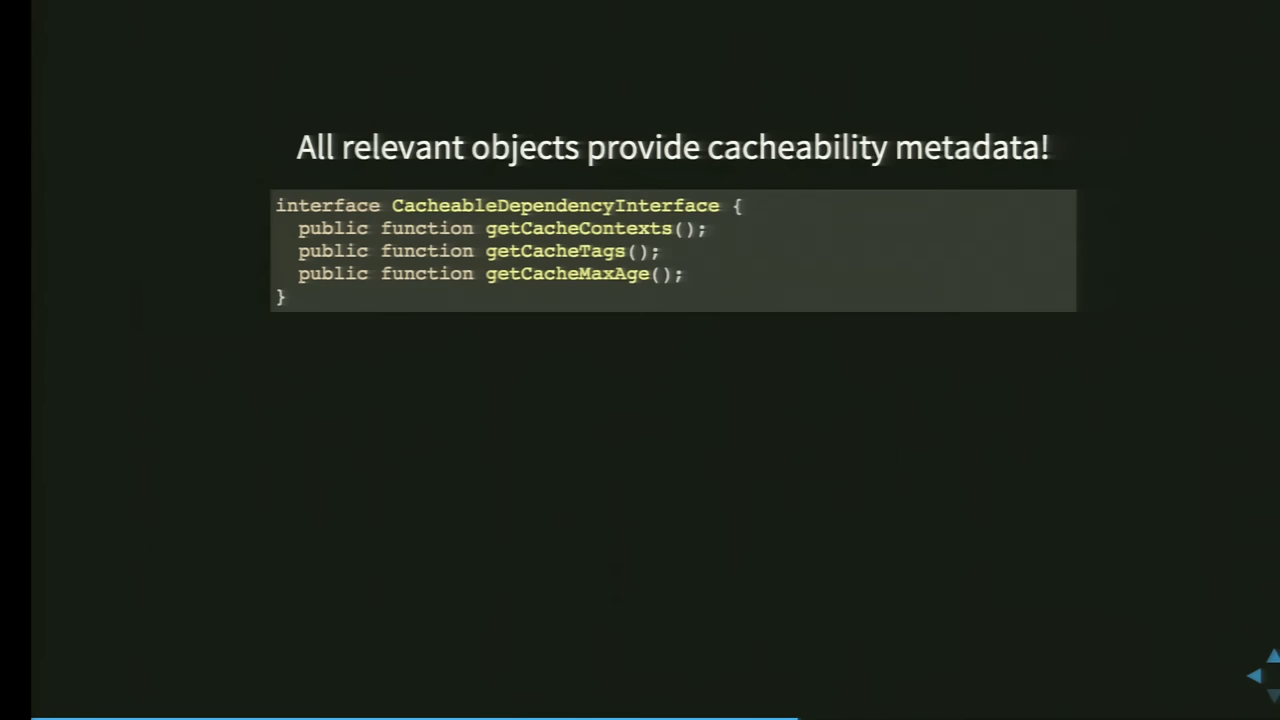 All relevant objects provide cacheability metadata!
interface CacheableDependencyInterface {
  public function getCacheContexts();
  public function getCacheTags();
  public function getCacheMaxAge();
}